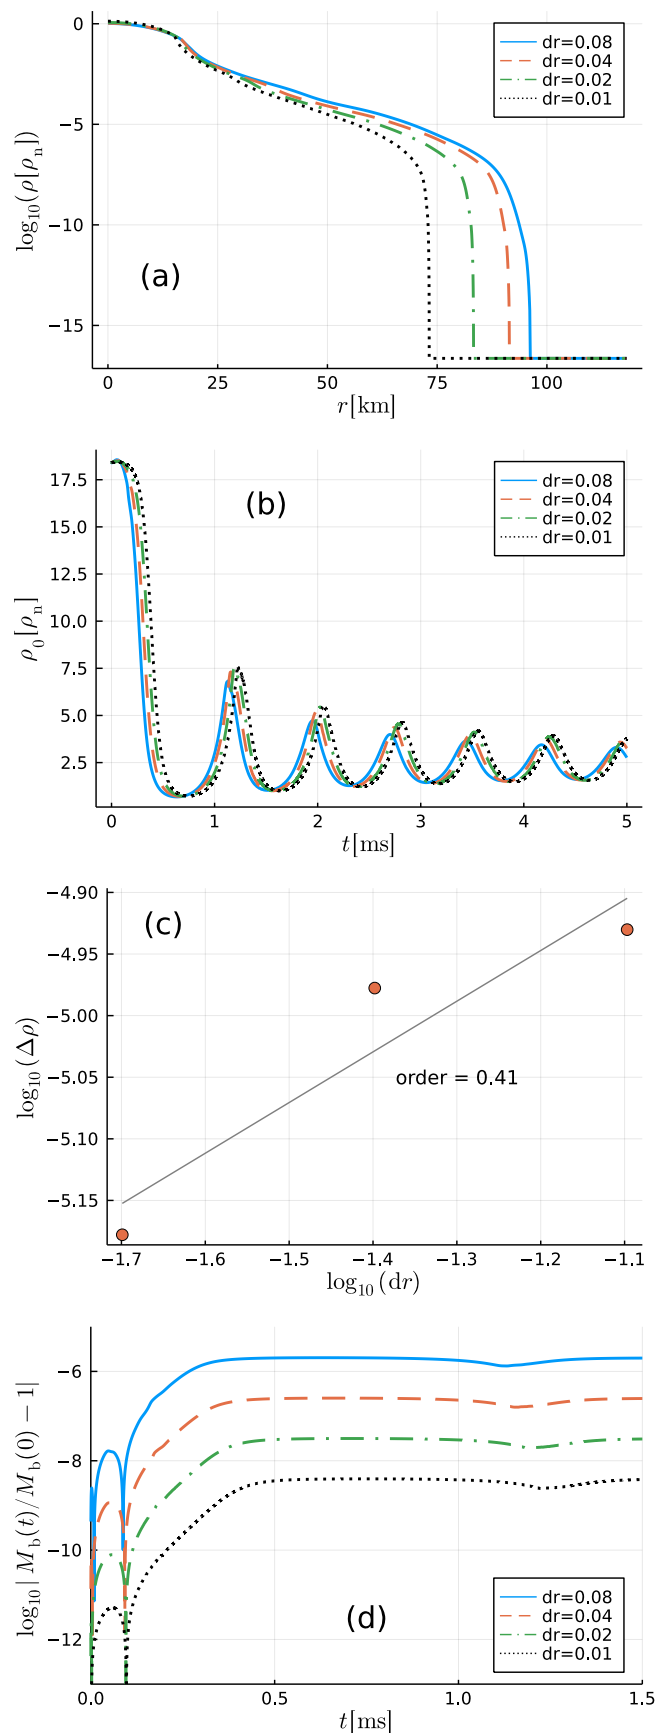 0
−5
−10
−15
log₁₀(ρ[ρₙ])
(a)
dr=0.08
dr=0.04
dr=0.02
dr=0.01
0 25 50 75 100
r[km]
17.5
15.0
12.5
10.0
7.5
5.0
2.5
ρ₀[ρₙ]
(b)
dr=0.08
dr=0.04
dr=0.02
dr=0.01
0 1 2 3 4 5
t[ms]
−4.90
−4.95
−5.00
−5.05
−5.10
−5.15
log₁₀(Δρ)
(c)
order = 0.41
−1.7 −1.6 −1.5 −1.4 −1.3 −1.2 −1.1
log₁₀(dr)
−6
−8
−10
−12
log₁₀|M_b(t)/M_b(0) − 1|
dr=0.08
dr=0.04
dr=0.02
dr=0.01
(d)
0.0 0.5 1.0 1.5
t[ms]